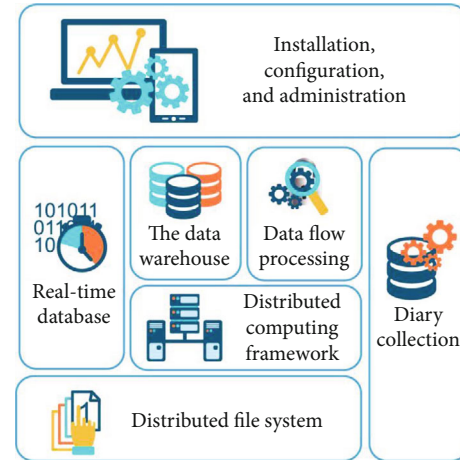 Installation,
configuration,
and administration
101011
011
10
Real-time
database
The data
warehouse
Data flow
processing
Distributed
computing
framework
Diary
collection
1
Distributed file system